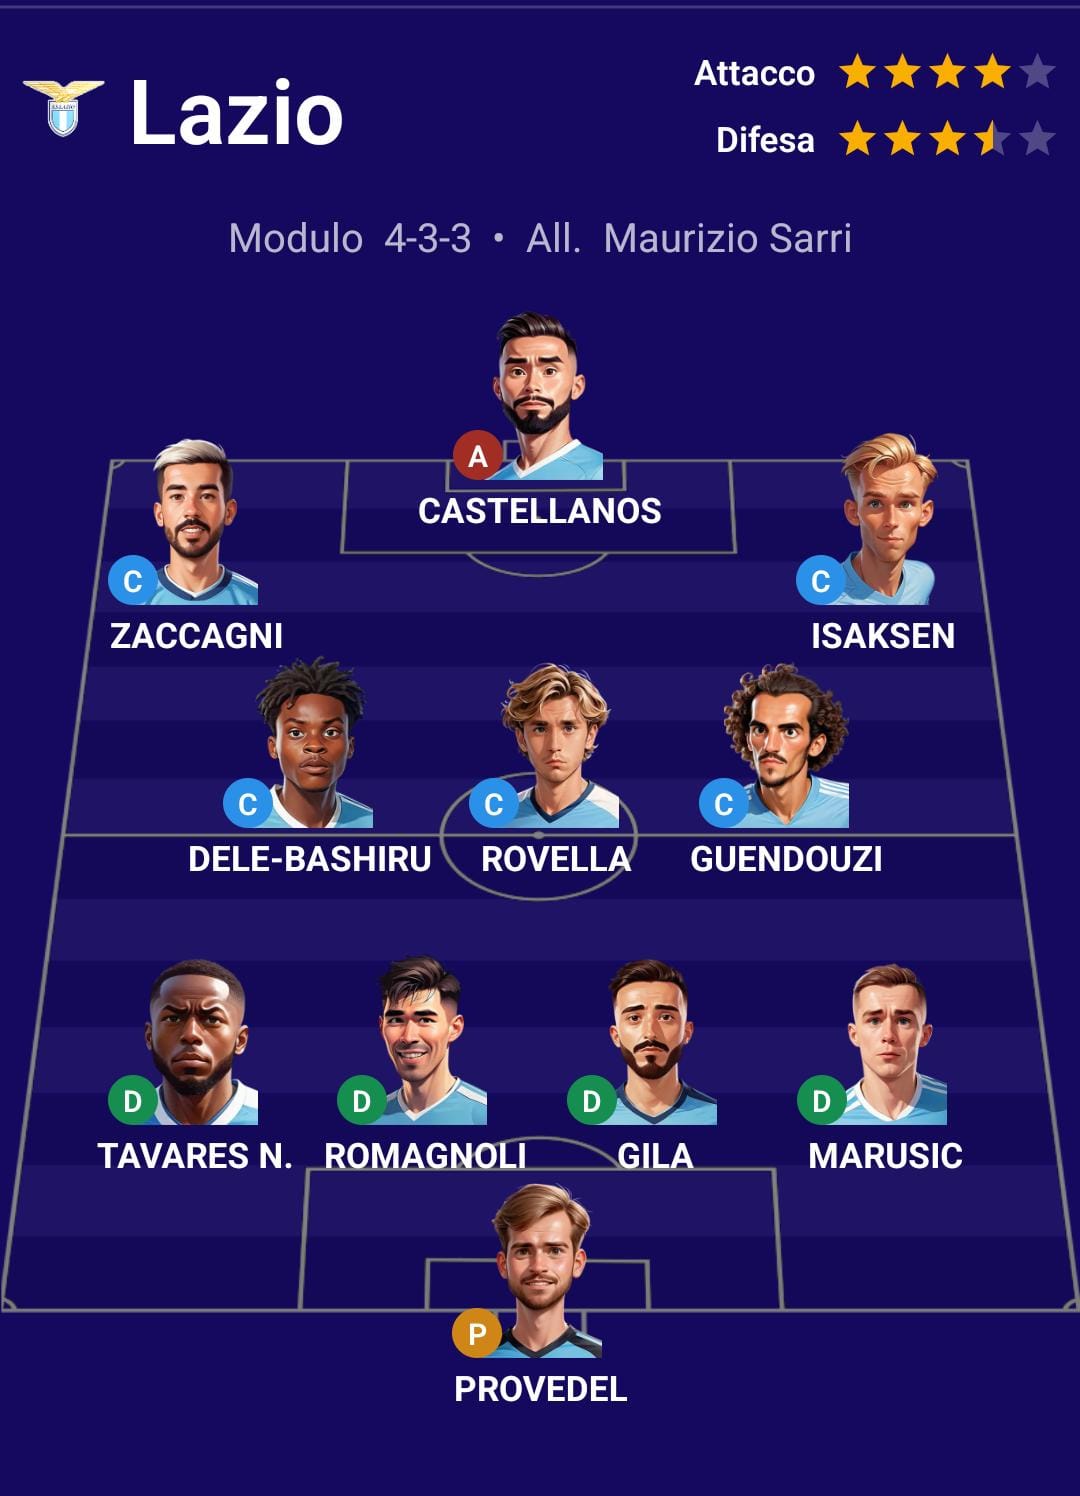 Lazio
Attacco
Difesa
Modulo 4-3-3 • All. Maurizio Sarri
A
CASTELLANOS
C
ZACCAGNI
C
ISAKSEN
C
DELE-BASHIRU
C
ROVELLA
C
GUENDOUZI
D
TAVARES N.
D
ROMAGNOLI
D
GILA
D
MARUSIC
P
PROVEDEL